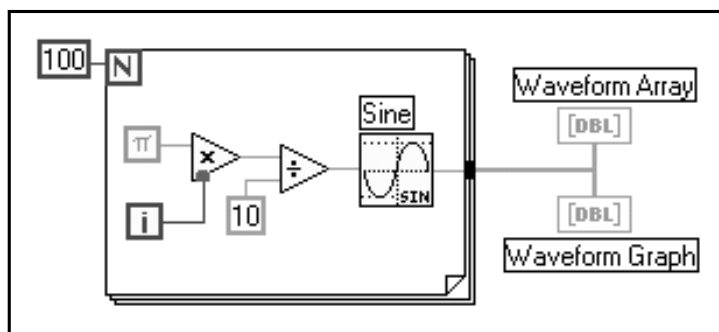 100
N
Waveform Array
[DBL]
Sine
π
×
÷
SIN
i
10
[DBL]
Waveform Graph